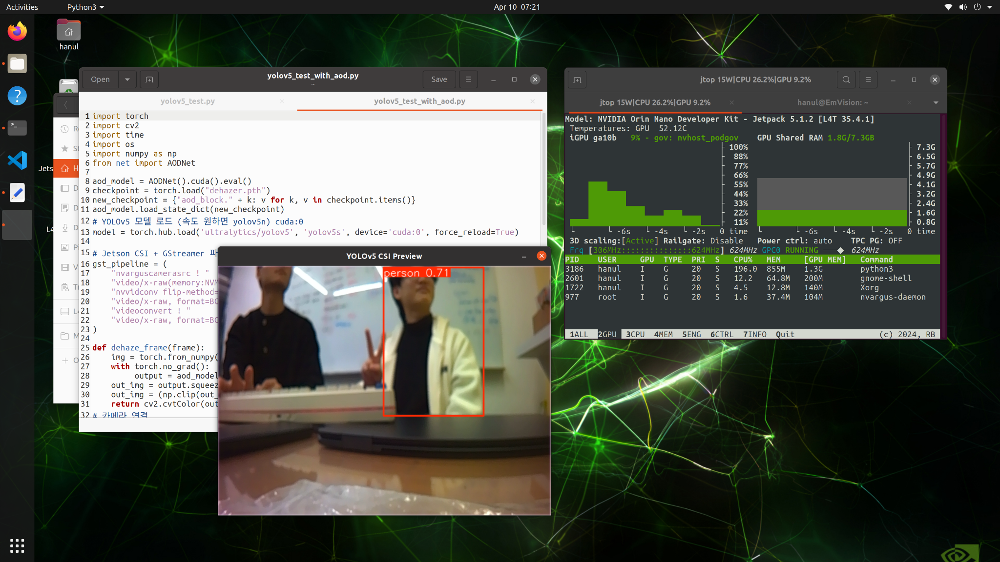 Activities
Python3
Apr 10 07:21
hanul
Jets
L4
Open
yolov5_test_with_aod.py
~
Save
yolov5_test.py
yolov5_test_with_aod.py
1 import torch
2 import cv2
3 import time
4 import os
5 import numpy as np
6 from net import AODNet
7
8 aod_model = AODNet().cuda().eval()
9 checkpoint = torch.load("dehazer.pth")
10 new_checkpoint = {"aod_block." + k: v for k, v in checkpoint.items()}
11 aod_model.load_state_dict(new_checkpoint)
12 # YOLOv5 모델 로드 (속도 원하면 yolov5n) cuda:0
13 model = torch.hub.load('ultralytics/yolov5', 'yolov5s', device='cuda:0', force_reload=True)
14
15 # Jetson CSI + GStreamer 파
16 gst_pipeline = (
17 "nvarguscamerasrc ! "
18 "video/x-raw(memory:NVM
19 "nvvidconv flip-method=
20 "video/x-raw, format=BG
21 "videoconvert ! "
22 "video/x-raw, format=BG
23 )
24
25 def dehaze_frame(frame):
26 img = torch.from_numpy(
27 with torch.no_grad():
28 output = aod_model
29 out_img = output.squeez
30 out_img = (np.clip(out_
31 return cv2.cvtColor(out
32 # 카메라 연결
YOLOv5 CSI Preview
person 0.71
jtop 15W|CPU 26.2%|GPU 9.2%
jtop 15W|CPU 26.2%|GPU 9.2%
hanul@EmVision: ~
Model: NVIDIA Orin Nano Developer Kit - Jetpack 5.1.2 [L4T 35.4.1]
Temperatures: GPU 52.12C
iGPU ga10b 9% - gov: nvhost_podgov GPU Shared RAM 1.8G/7.3GB
100% 7.3G
88% 6.5G
77% 5.7G
66% 4.9G
55% 4.1G
44% 3.2G
33% 2.4G
22% 1.6G
11% 0.8G
-6s -4s -2s 0 time -6s -4s -2s 0 time
3D scaling:[Active] Railgate: Disable Power ctrl: auto TPC PG: OFF
Frq [306MHz:::::::::::::::624MHz] 624MHz GPC0 RUNNING 624MHz
PID USER GPU TYPE PRI S CPU% MEM [GPU MEM] Command
3186 hanul I G 20 S 196.0 855M 1.3G python3
2601 hanul I G 20 S 12.2 64.8M 200M gnome-shell
1722 hanul I G 20 S 4.5 12.8M 140M Xorg
977 root I G 20 S 1.6 37.4M 104M nvargus-daemon
1ALL 2GPU 3CPU 4MEM 5ENG 6CTRL 7INFO Quit (c) 2024, RB